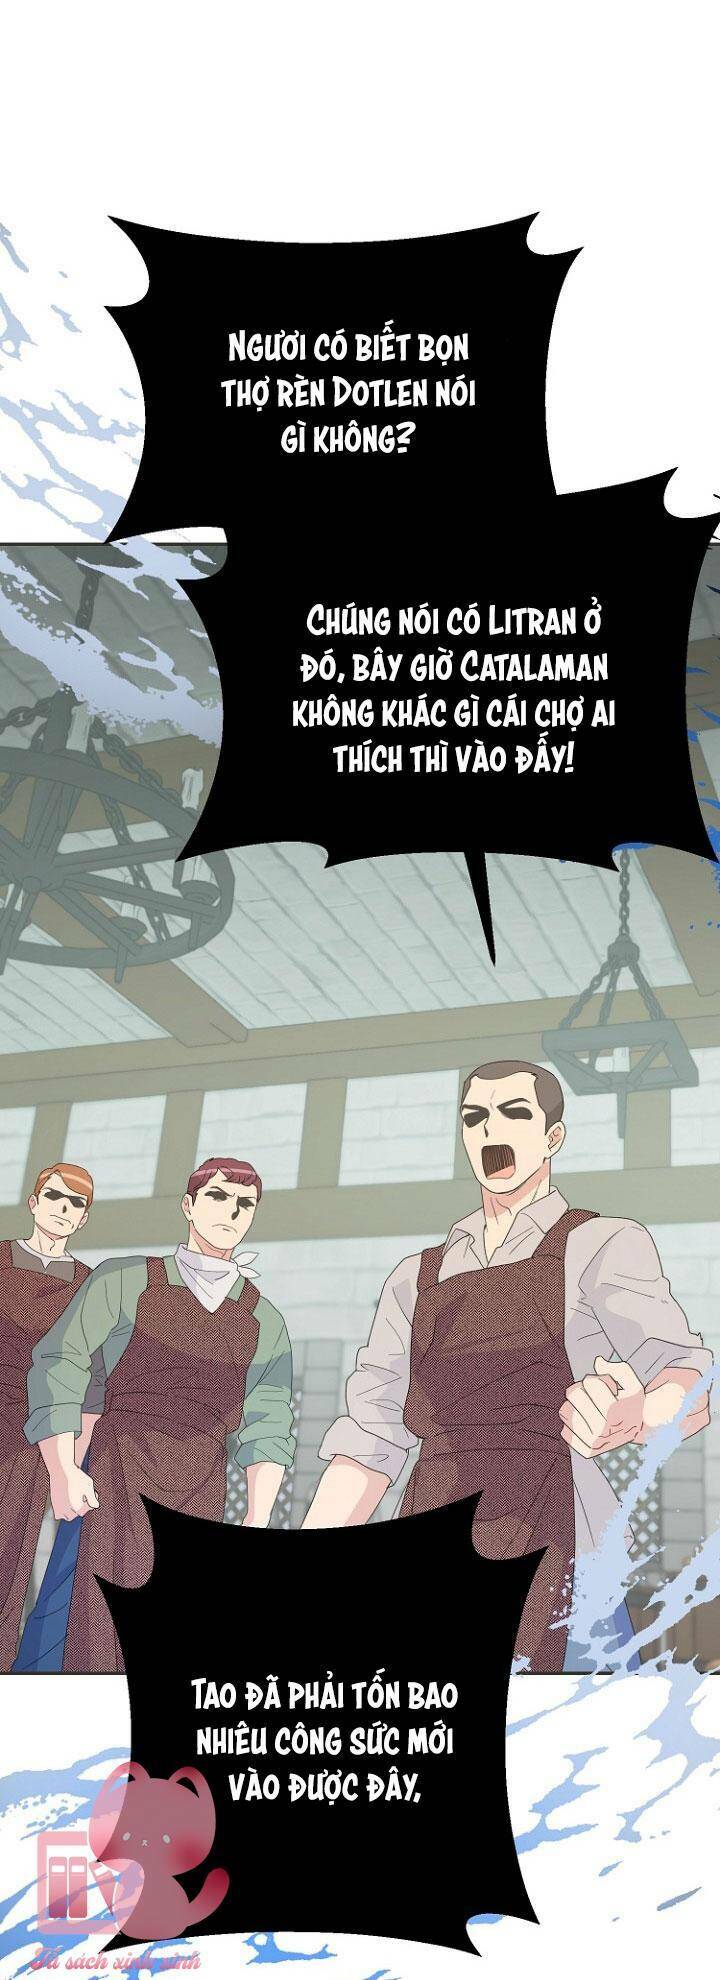 NGƯƠI CÓ BIẾT BỌN
THỢ RÈN DOTLEN NÓI
GÌ KHÔNG?
CHÚNG NÓI CÓ LITRAN Ở
ĐÓ, BÂY GIỜ CATALAMAN
KHÔNG KHÁC GÌ CÁI CHỢ AI
THÍCH THÌ VÀO ĐẤY!
TAO ĐÃ PHẢI TỐN BAO
NHIÊU CÔNG SỨC MỚI
VÀO ĐƯỢC ĐÂY,
Tủ sách xinh xinh